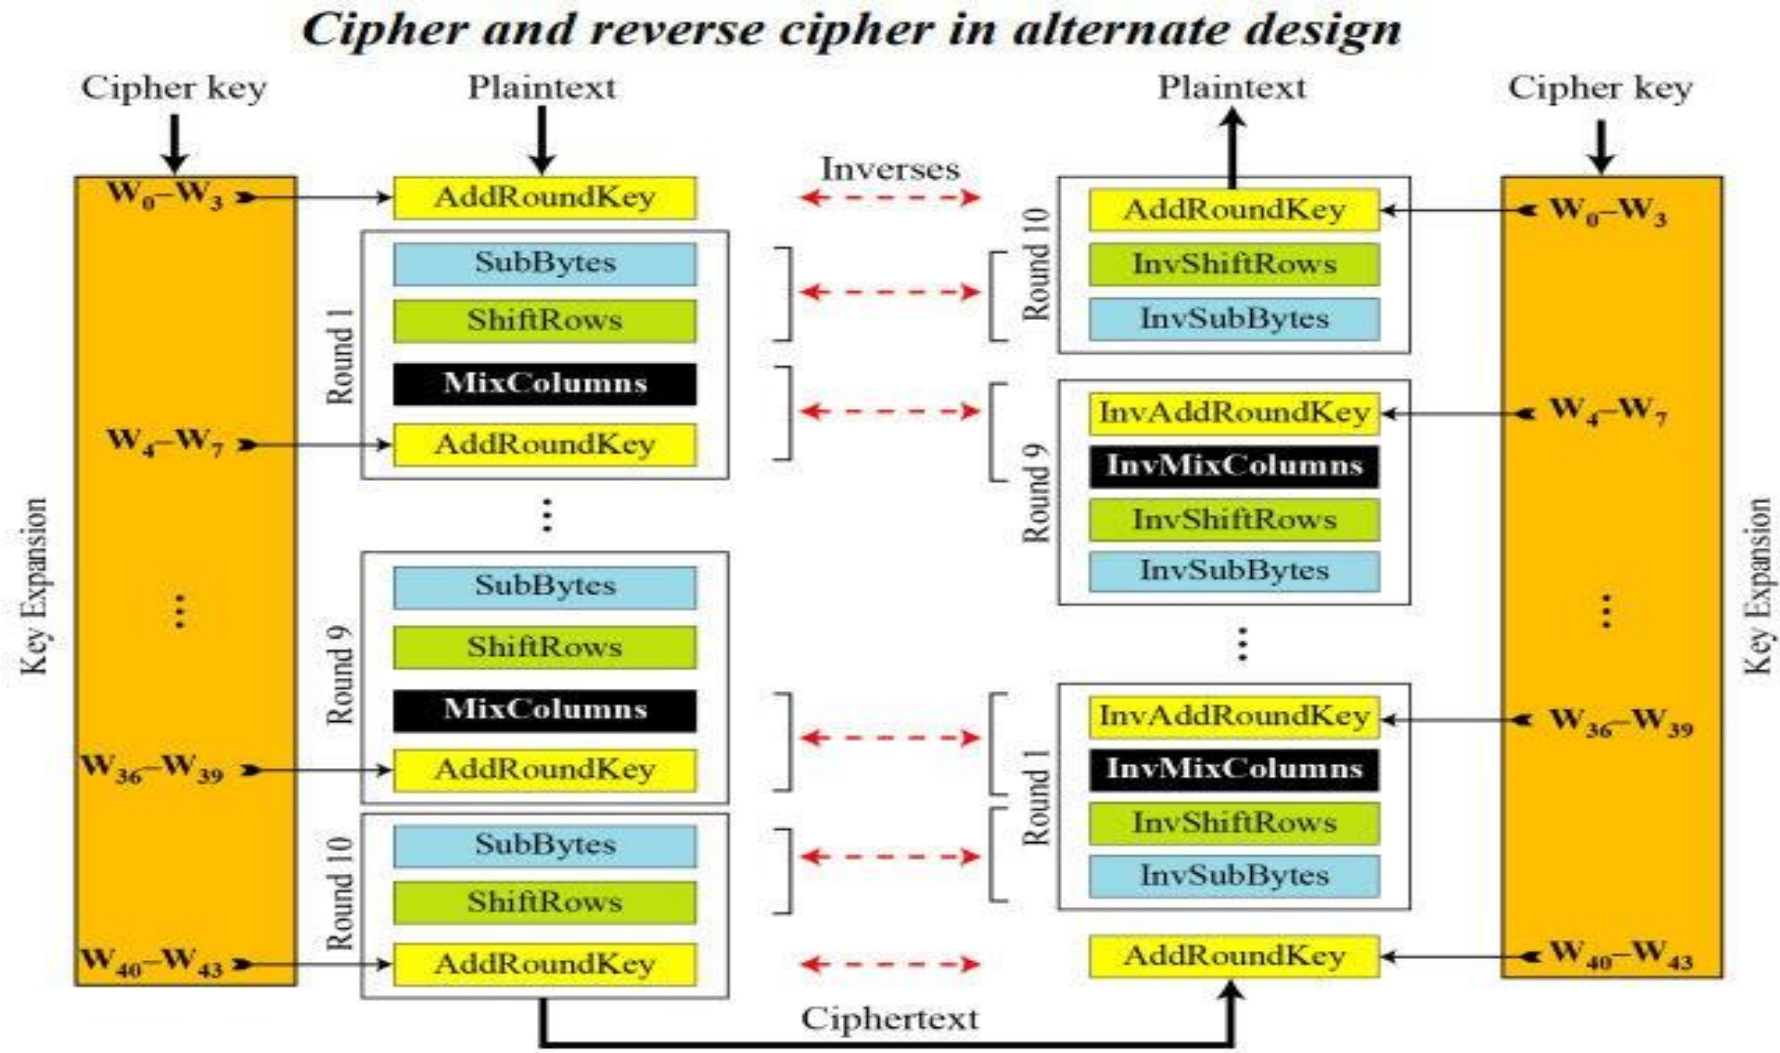 Cipher and reverse cipher in alternate design
Cipher key
Plaintext
Plaintext
Cipher key
Inverses
W0–W3
AddRoundKey
AddRoundKey
W0–W3
Round 1
SubBytes
ShiftRows
MixColumns
W4–W7
AddRoundKey
Round 10
InvShiftRows
InvSubBytes
InvAddRoundKey
W4–W7
Round 9
InvMixColumns
InvShiftRows
InvSubBytes
Key Expansion
...
...
Round 9
SubBytes
ShiftRows
MixColumns
W36–W39
AddRoundKey
...
...
Key Expansion
InvAddRoundKey
W36–W39
Round 1
InvMixColumns
InvShiftRows
InvSubBytes
Round 10
SubBytes
ShiftRows
W40–W43
AddRoundKey
AddRoundKey
W40–W43
Ciphertext